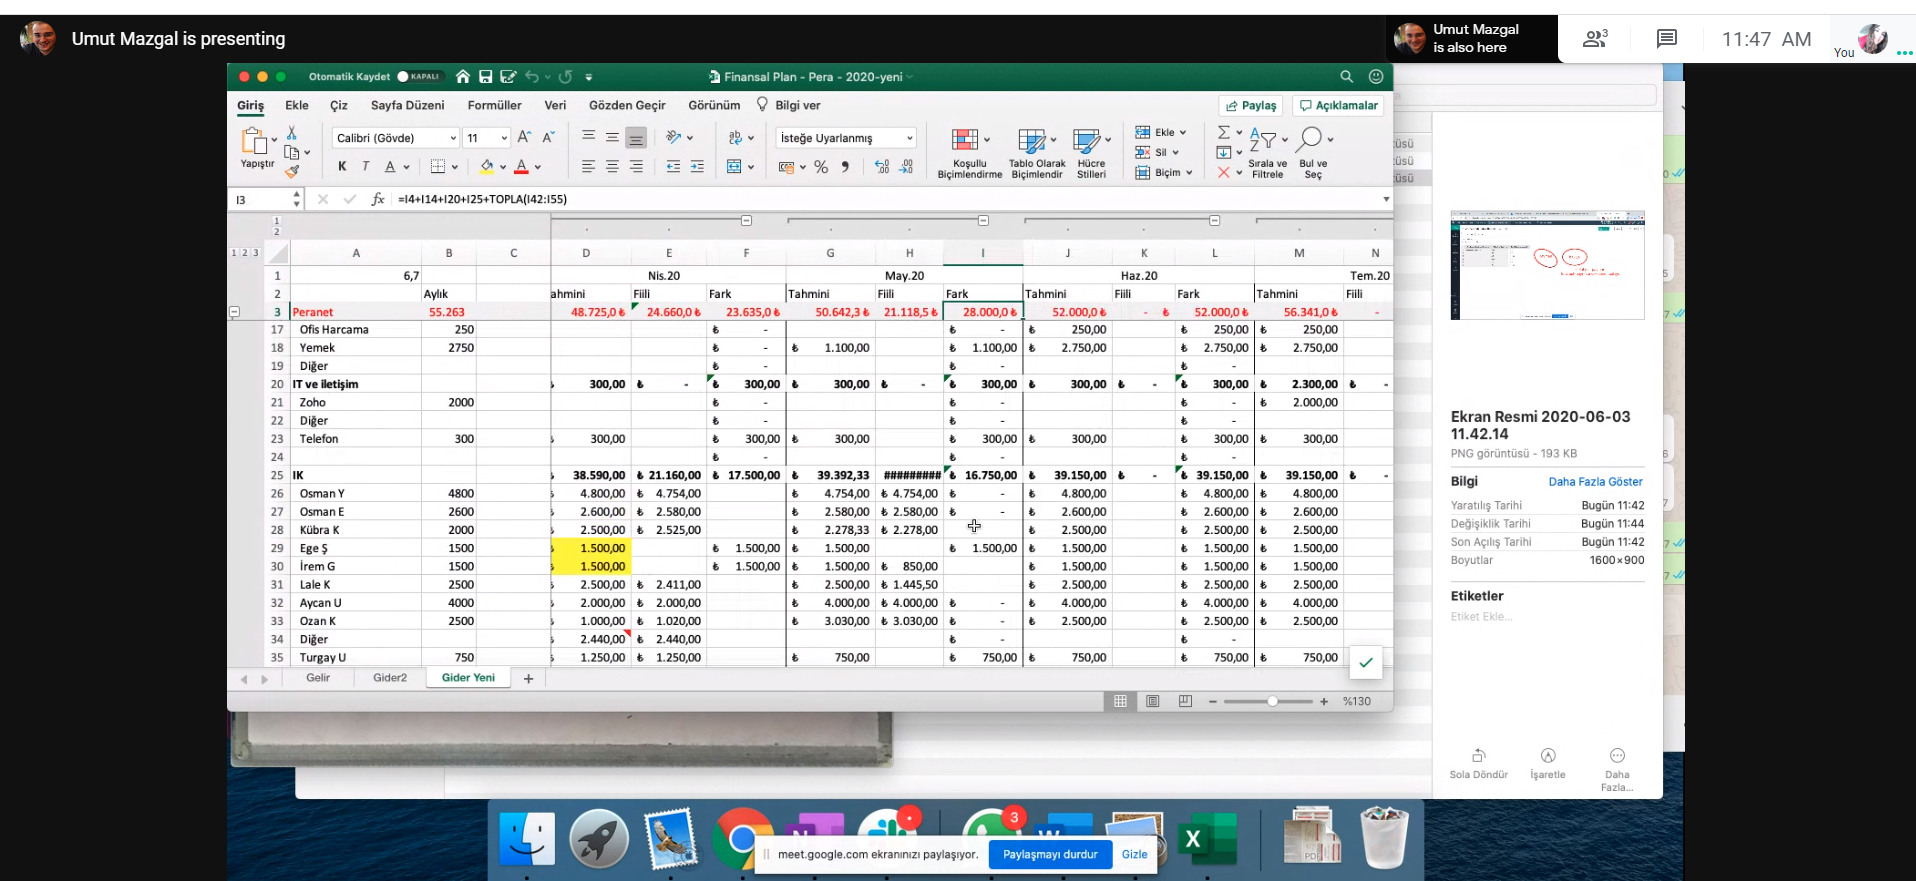 Umut Mazgal is presenting
Umut Mazgal
is also here
3
11:47 AM
You
Otomatik Kaydet KAPALI
Finansal Plan - Pera - 2020-yeni
Giriş Ekle Çiz Sayfa Düzeni Formüller Veri Gözden Geçir Görünüm Bilgi ver
Paylaş Açıklamalar
Yapıştır
Calibri (Gövde) 11
K T A
İsteğe Uyarlanmış
Koşullu Biçimlendirme
Tablo Olarak Biçimlendir
Hücre Stilleri
Ekle
Sil
Biçim
Sırala ve Filtrele
Bul ve Seç
I3 fx =I4+I14+I20+I25+TOPLA(I42:I55)
1
2
1 2 3 A B C D E F G H I J K L M N
1 6,7 Nis.20 May.20 Haz.20 Tem.20
2 Aylık ahmini Fiili Fark Tahmini Fiili Fark Tahmini Fiili Fark Tahmini Fiili
3 Peranet 55.263 48.725,0 ₺ 24.660,0 ₺ 23.635,0 ₺ 50.642,3 ₺ 21.118,5 ₺ 28.000,0 ₺ 52.000,0 ₺ - ₺ 52.000,0 ₺ 56.341,0 ₺ -
17 Ofis Harcama 250 ₺ - ₺ - ₺ 250,00 ₺ 250,00 ₺ 250,00
18 Yemek 2750 ₺ - ₺ 1.100,00 ₺ 1.100,00 ₺ 2.750,00 ₺ 2.750,00 ₺ 2.750,00
19 Diğer ₺ - ₺ - ₺ -
20 IT ve iletişim 300,00 ₺ - ₺ 300,00 ₺ 300,00 ₺ - ₺ 300,00 ₺ 300,00 ₺ - ₺ 300,00 ₺ 2.300,00 ₺ -
21 Zoho 2000 ₺ - ₺ - ₺ - ₺ 2.000,00
22 Diğer ₺ - ₺ - ₺ -
23 Telefon 300 300,00 ₺ 300,00 ₺ 300,00 ₺ 300,00 ₺ 300,00 ₺ 300,00 ₺ 300,00
24 ₺ - ₺ - ₺ -
25 IK 38.590,00 ₺ 21.160,00 ₺ 17.500,00 ₺ 39.392,33 ######### ₺ 16.750,00 ₺ 39.150,00 ₺ - ₺ 39.150,00 ₺ 39.150,00 ₺ -
26 Osman Y 4800 4.800,00 ₺ 4.754,00 ₺ 4.754,00 ₺ 4.754,00 ₺ - ₺ 4.800,00 ₺ 4.800,00 ₺ 4.800,00
27 Osman E 2600 2.600,00 ₺ 2.580,00 ₺ 2.580,00 ₺ 2.580,00 ₺ - ₺ 2.600,00 ₺ 2.600,00 ₺ 2.600,00
28 Kübra K 2000 2.500,00 ₺ 2.525,00 ₺ 2.278,33 ₺ 2.278,00 ₺ 2.500,00 ₺ 2.500,00 ₺ 2.500,00
29 Ege Ş 1500 1.500,00 ₺ 1.500,00 ₺ 1.500,00 ₺ 1.500,00 ₺ 1.500,00 ₺ 1.500,00 ₺ 1.500,00
30 İrem G 1500 1.500,00 ₺ 1.500,00 ₺ 1.500,00 ₺ 850,00 ₺ 1.500,00 ₺ 1.500,00 ₺ 1.500,00
31 Lale K 2500 2.500,00 ₺ 2.411,00 ₺ 2.500,00 ₺ 1.445,50 ₺ 2.500,00 ₺ 2.500,00 ₺ 2.500,00
32 Aycan U 4000 2.000,00 ₺ 2.000,00 ₺ 4.000,00 ₺ 4.000,00 ₺ - ₺ 4.000,00 ₺ 4.000,00 ₺ 4.000,00
33 Ozan K 2500 1.000,00 ₺ 1.020,00 ₺ 3.030,00 ₺ 3.030,00 ₺ - ₺ 2.500,00 ₺ 2.500,00 ₺ 2.500,00
34 Diğer 2.440,00 ₺ 2.440,00 ₺ - ₺ -
35 Turgay U 750 1.250,00 ₺ 1.250,00 ₺ 750,00 ₺ 750,00 ₺ 750,00 ₺ 750,00 ₺ 750,00
Gelir Gider2 Gider Yeni +
%130
üsü
üsü
üsü
Ekran Resmi 2020-06-03
11.42.14
PNG görüntüsü - 193 KB
Bilgi Daha Fazla Göster
Yaratılış Tarihi Bugün 11:42
Değişiklik Tarihi Bugün 11:44
Son Açılış Tarihi Bugün 11:42
Boyutlar 1600×900
Etiketler
Etiket Ekle...
Sola Döndür İşaretle Daha
Fazla...
3
meet.google.com ekranınızı paylaşıyor. Paylaşmayı durdur Gizle
N W X PDF